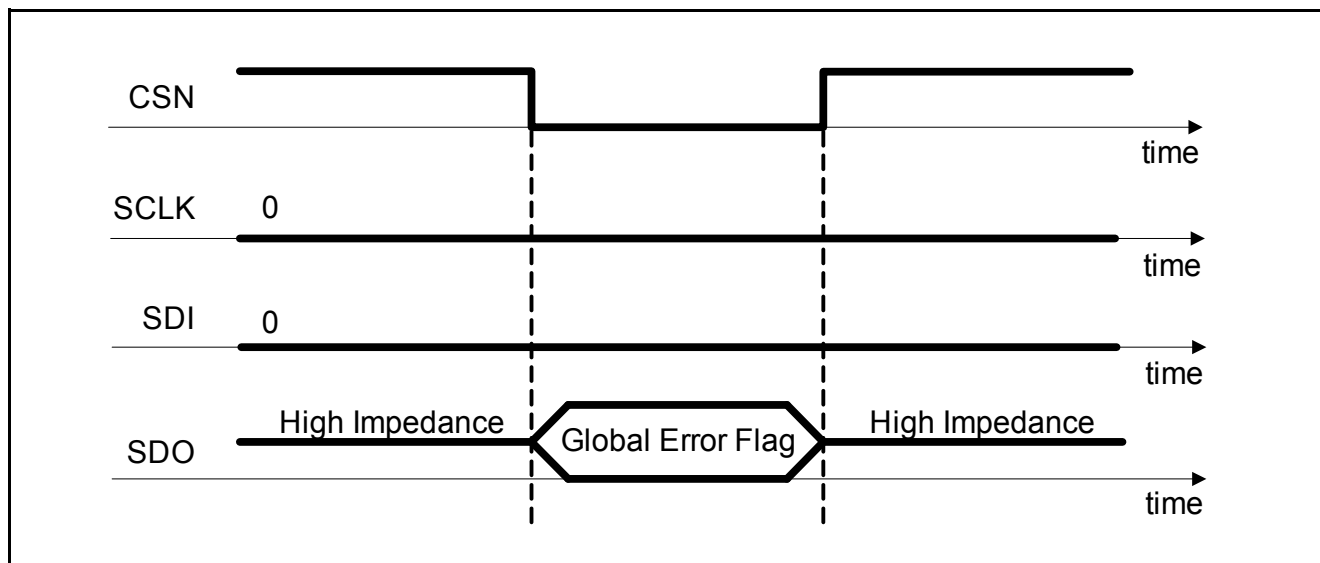 CSN
time
SCLK 0
time
SDI 0
time
High Impedance Global Error Flag High Impedance
SDO
time